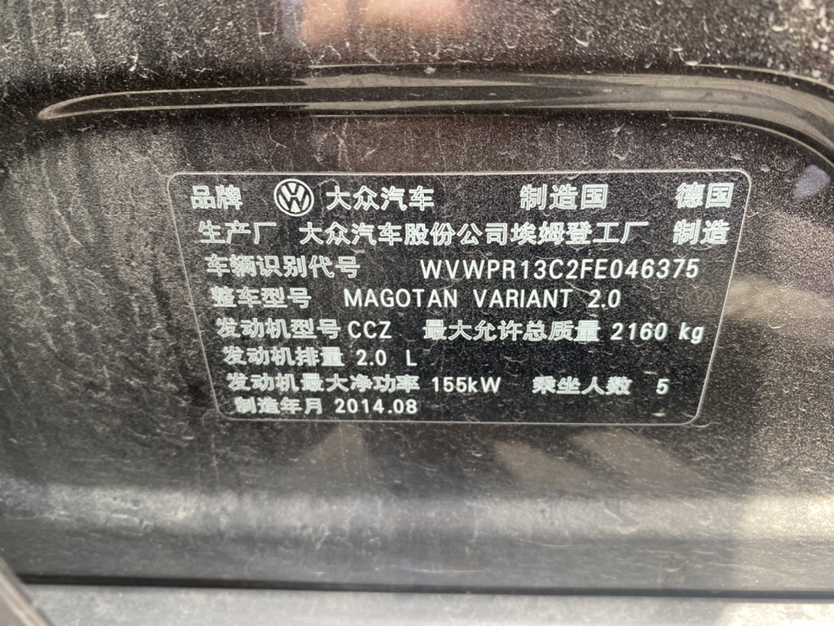 品牌 大众汽车 制造国 德国
生产厂 大众汽车股份公司埃姆登工厂 制造
车辆识别代号 WVWPR13C2FE046375
整车型号 MAGOTAN VARIANT 2.0
发动机型号 CCZ 最大允许总质量 2160 kg
发动机排量 2.0 L
发动机最大净功率 155kW 乘坐人数 5
制造年月 2014.08